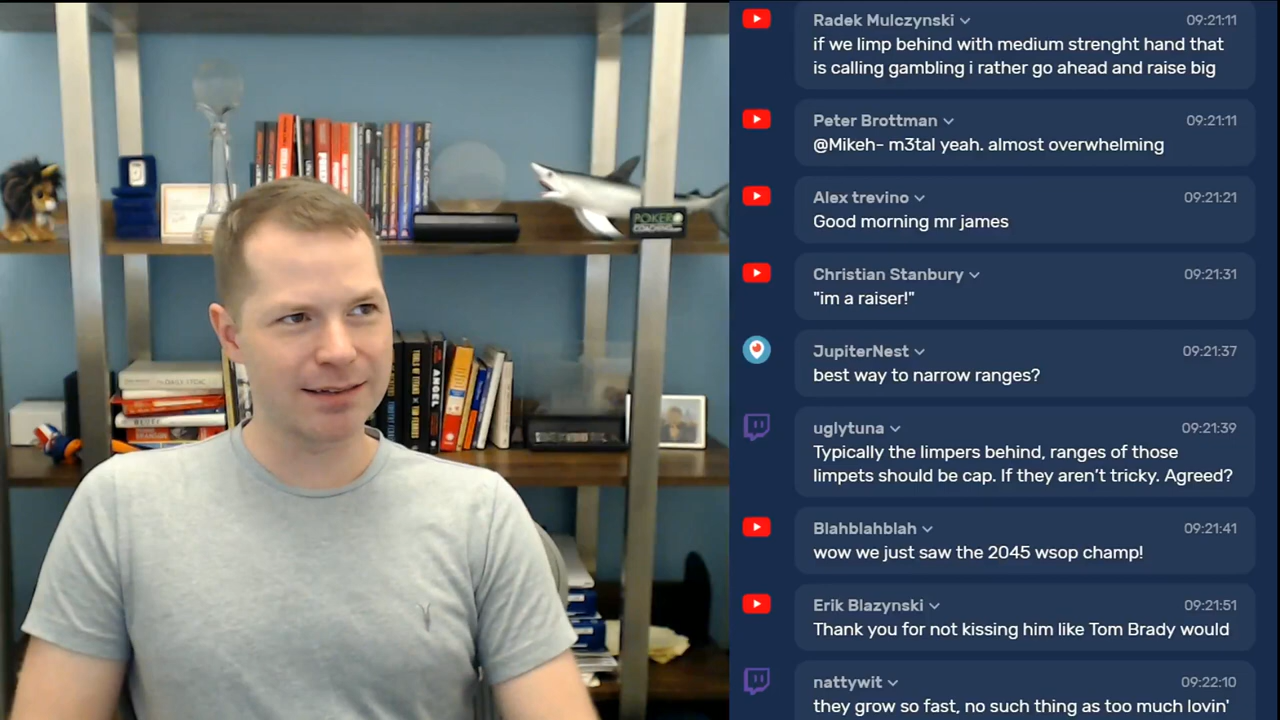 Radek Mulczynski
09:21:11
if we limp behind with medium strenght hand that
is calling gambling i rather go ahead and raise big
Peter Brottman
09:21:11
@Mikeh- m3tal yeah. almost overwhelming
Alex trevino
09:21:21
Good morning mr james
Christian Stanbury
09:21:31
"im a raiser!"
JupiterNest
09:21:37
best way to narrow ranges?
uglytuna
09:21:39
Typically the limpers behind, ranges of those
limpets should be cap. If they aren't tricky. Agreed?
Blahblahblah
09:21:41
wow we just saw the 2045 wsop champ!
Erik Blazynski
09:21:51
Thank you for not kissing him like Tom Brady would
nattywit
09:22:10
they grow so fast, no such thing as too much lovin'
POKER
COACHING
ANGEL